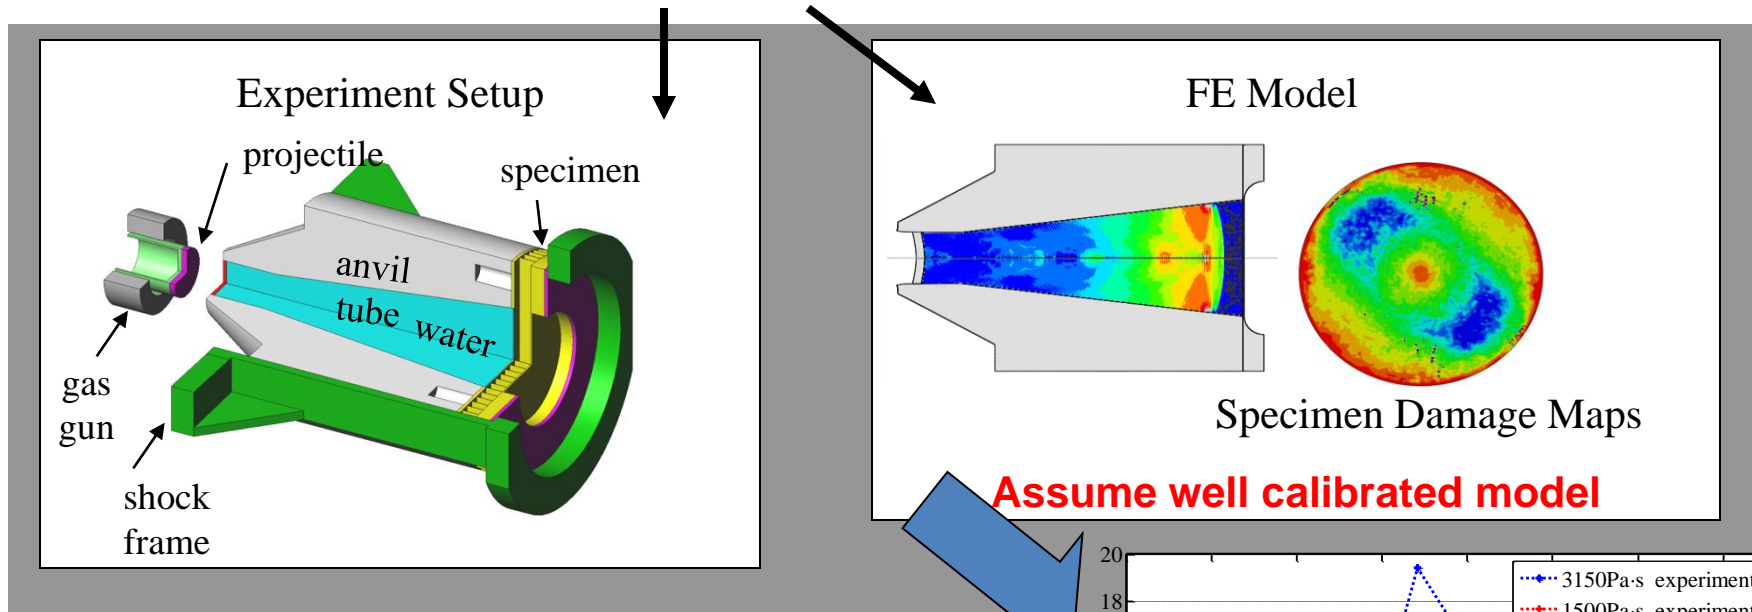 Experiment Setup
projectile
specimen
anvil
tube water
gas
gun
shock
frame
FE Model
Specimen Damage Maps
Assume well calibrated model
20
18
3150Pa·s experiment
1500Pa·s experiment